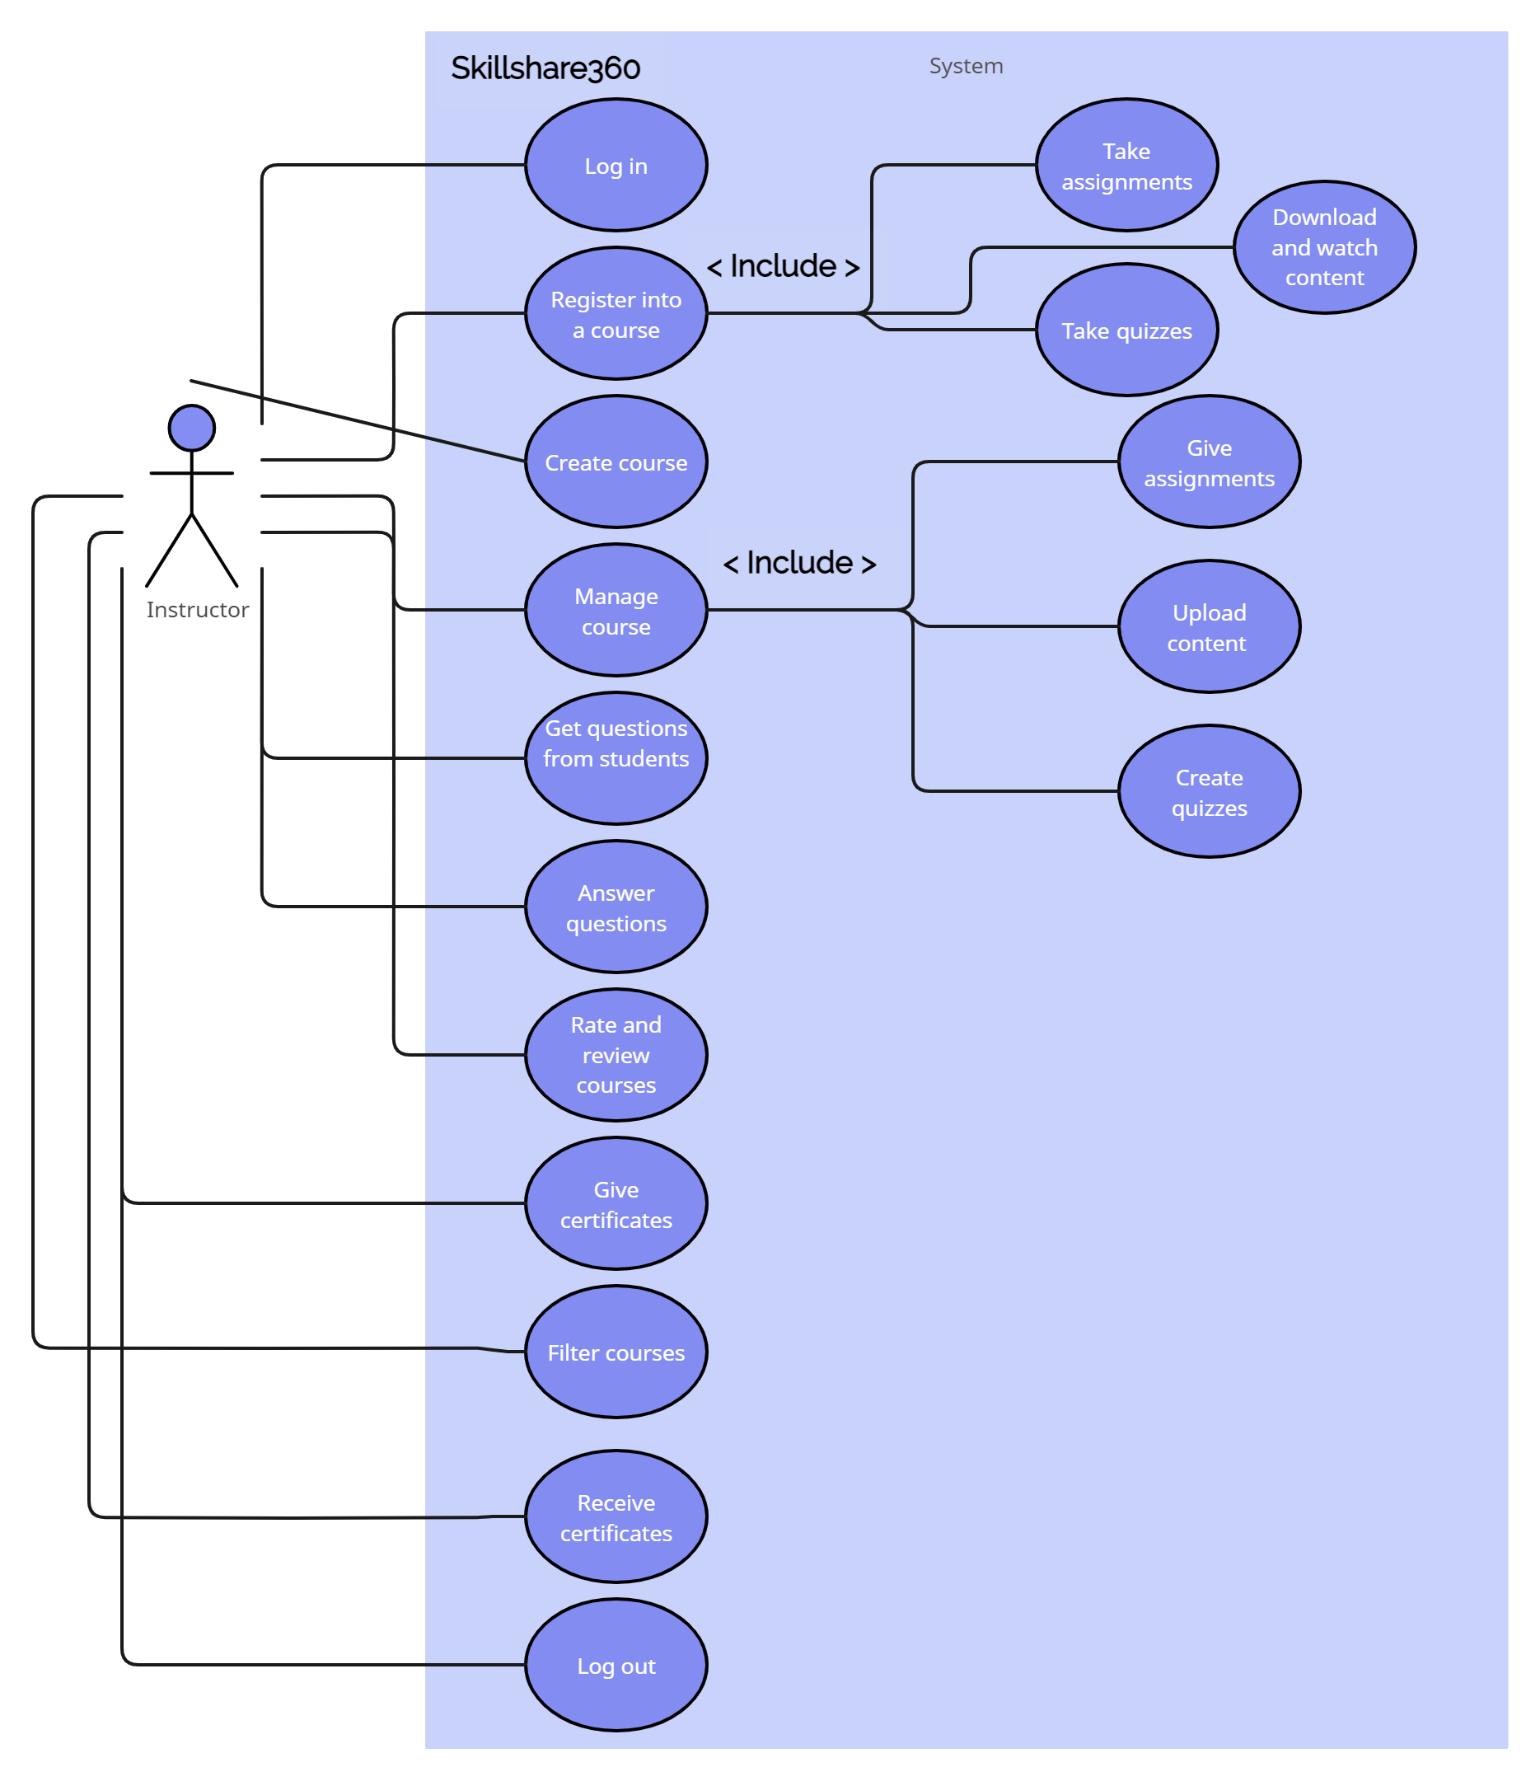 Skillshare360
System
Log in
Take
assignments
Download
and watch
content
< Include >
Register into
a course
Take quizzes
Create course
Give
assignments
< Include >
Manage
course
Instructor
Upload
content
Get questions
from students
Create
quizzes
Answer
questions
Rate and
review
courses
Give
certificates
Filter courses
Receive
certificates
Log out